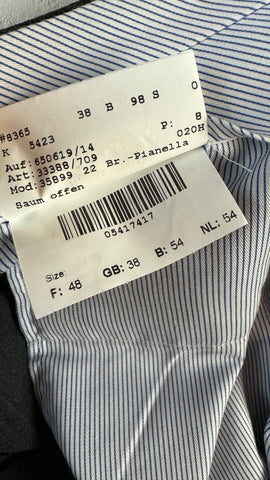 #8365 38 B 98 S 0
K 5423 P: 8
Auf:650619/14 020H
Art:33388/709
Mod:35899 22 Br.-Pianella
Saum offen
05417417
Size:
F: 48 GB: 38 B: 54 NL: 54